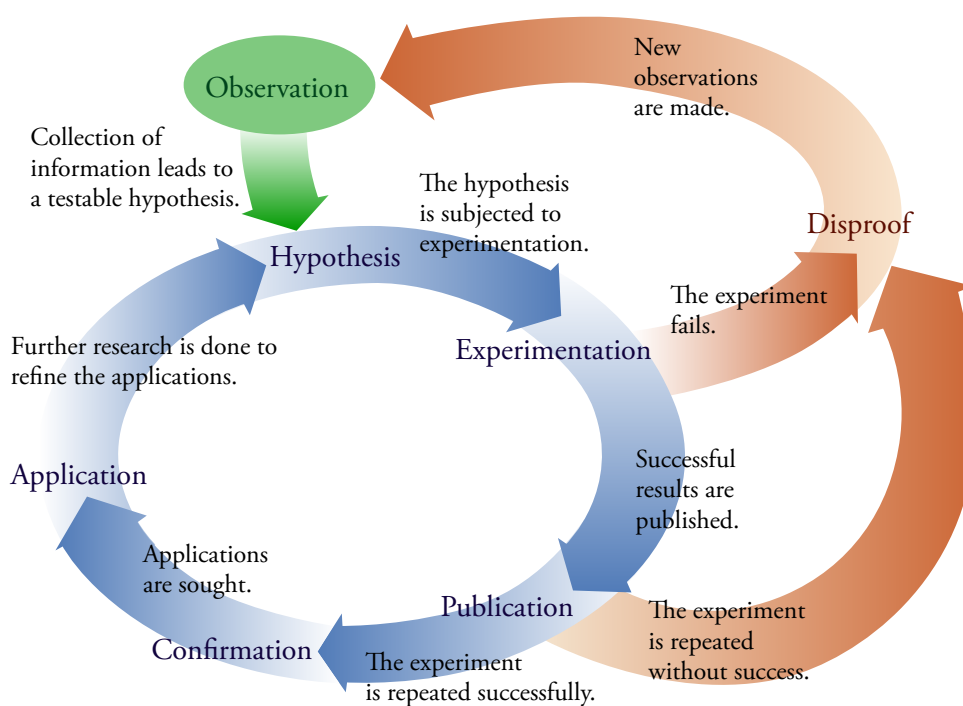 Observation
Collection of
information leads to
a testable hypothesis.
New
observations
are made.
Hypothesis
The hypothesis
is subjected to
experimentation.
Disproof
The experiment
fails.
Experimentation
Further research is done to
refine the applications.
Application
Successful
results are
published.
Applications
are sought.
Publication
Confirmation
The experiment
is repeated successfully.
The experiment
is repeated
without success.